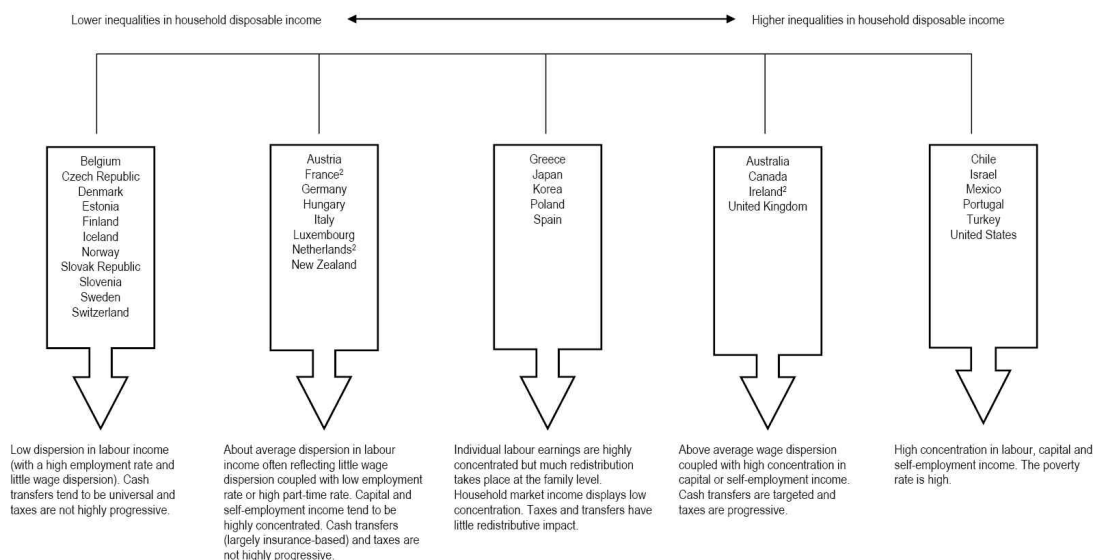 Lower inequalities in household disposable income
Higher inequalities in household disposable income
Belgium
Czech Republic
Denmark
Estonia
Finland
Iceland
Norway
Slovak Republic
Slovenia
Sweden
Switzerland
Austria
France²
Germany
Hungary
Italy
Luxembourg
Netherlands²
New Zealand
Greece
Japan
Korea
Poland
Spain
Australia
Canada
Ireland²
United Kingdom
Chile
Israel
Mexico
Portugal
Turkey
United States
Low dispersion in labour income
(with a high employment rate and
little wage dispersion). Cash
transfers tend to be universal and
taxes are not highly progressive.
About average dispersion in labour
income often reflecting little wage
dispersion coupled with low employment
rate or high part-time rate. Capital and
self-employment income tend to be
highly concentrated. Cash transfers
(largely insurance-based) and taxes are
not highly progressive.
Individual labour earnings are highly
concentrated but much redistribution
takes place at the family level.
Household market income displays low
concentration. Taxes and transfers have
little redistributive impact.
Above average wage dispersion
coupled with high concentration in
capital or self-employment income.
Cash transfers are targeted and
taxes are progressive.
High concentration in labour, capital and
self-employment income. The poverty
rate is high.